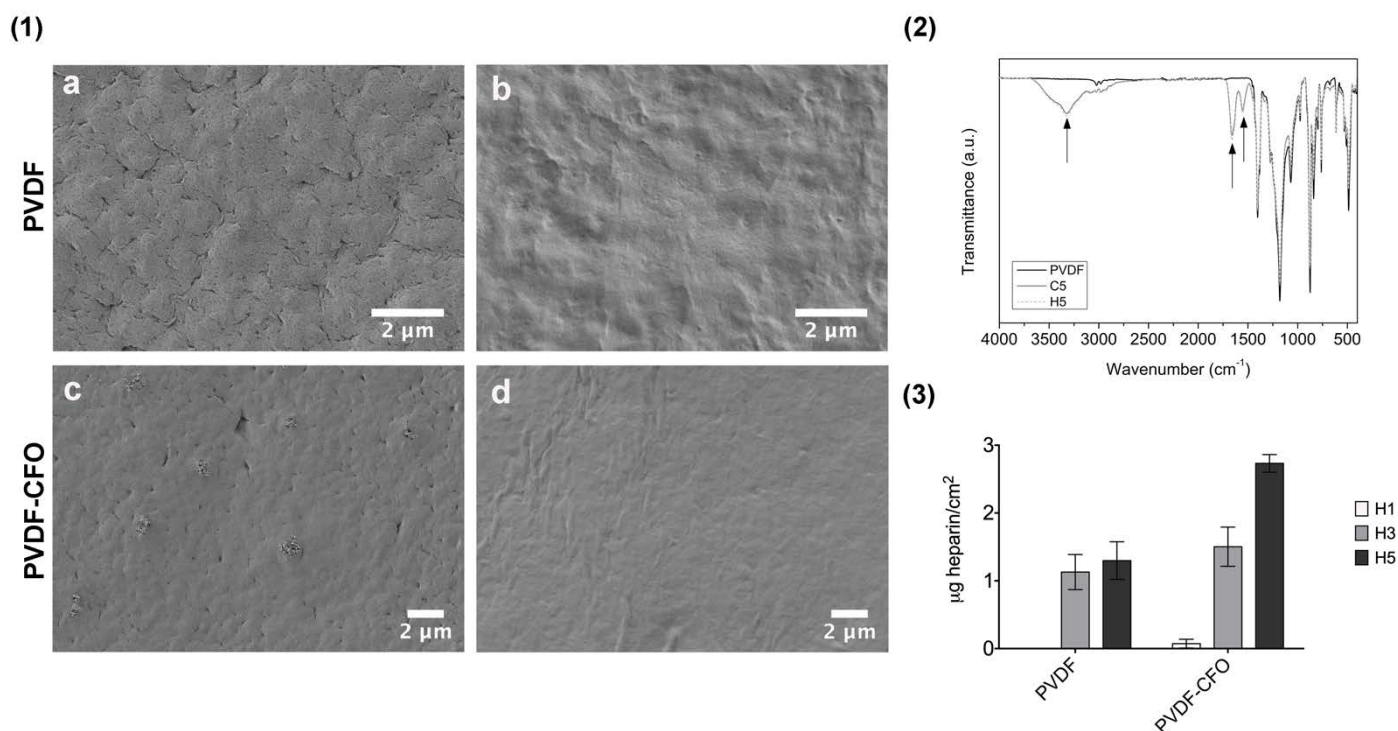 (1)
PVDF
a
2 µm
b
2 µm
PVDF-CFO
c
2 µm
d
2 µm
(2)
Transmittance (a.u.)
PVDF
C5
H5
4000 3500 3000 2500 2000 1500 1000 500
Wavenumber (cm⁻¹)
(3)
µg heparin/cm²
3
2
1
0
PVDF
PVDF-CFO
H1
H3
H5